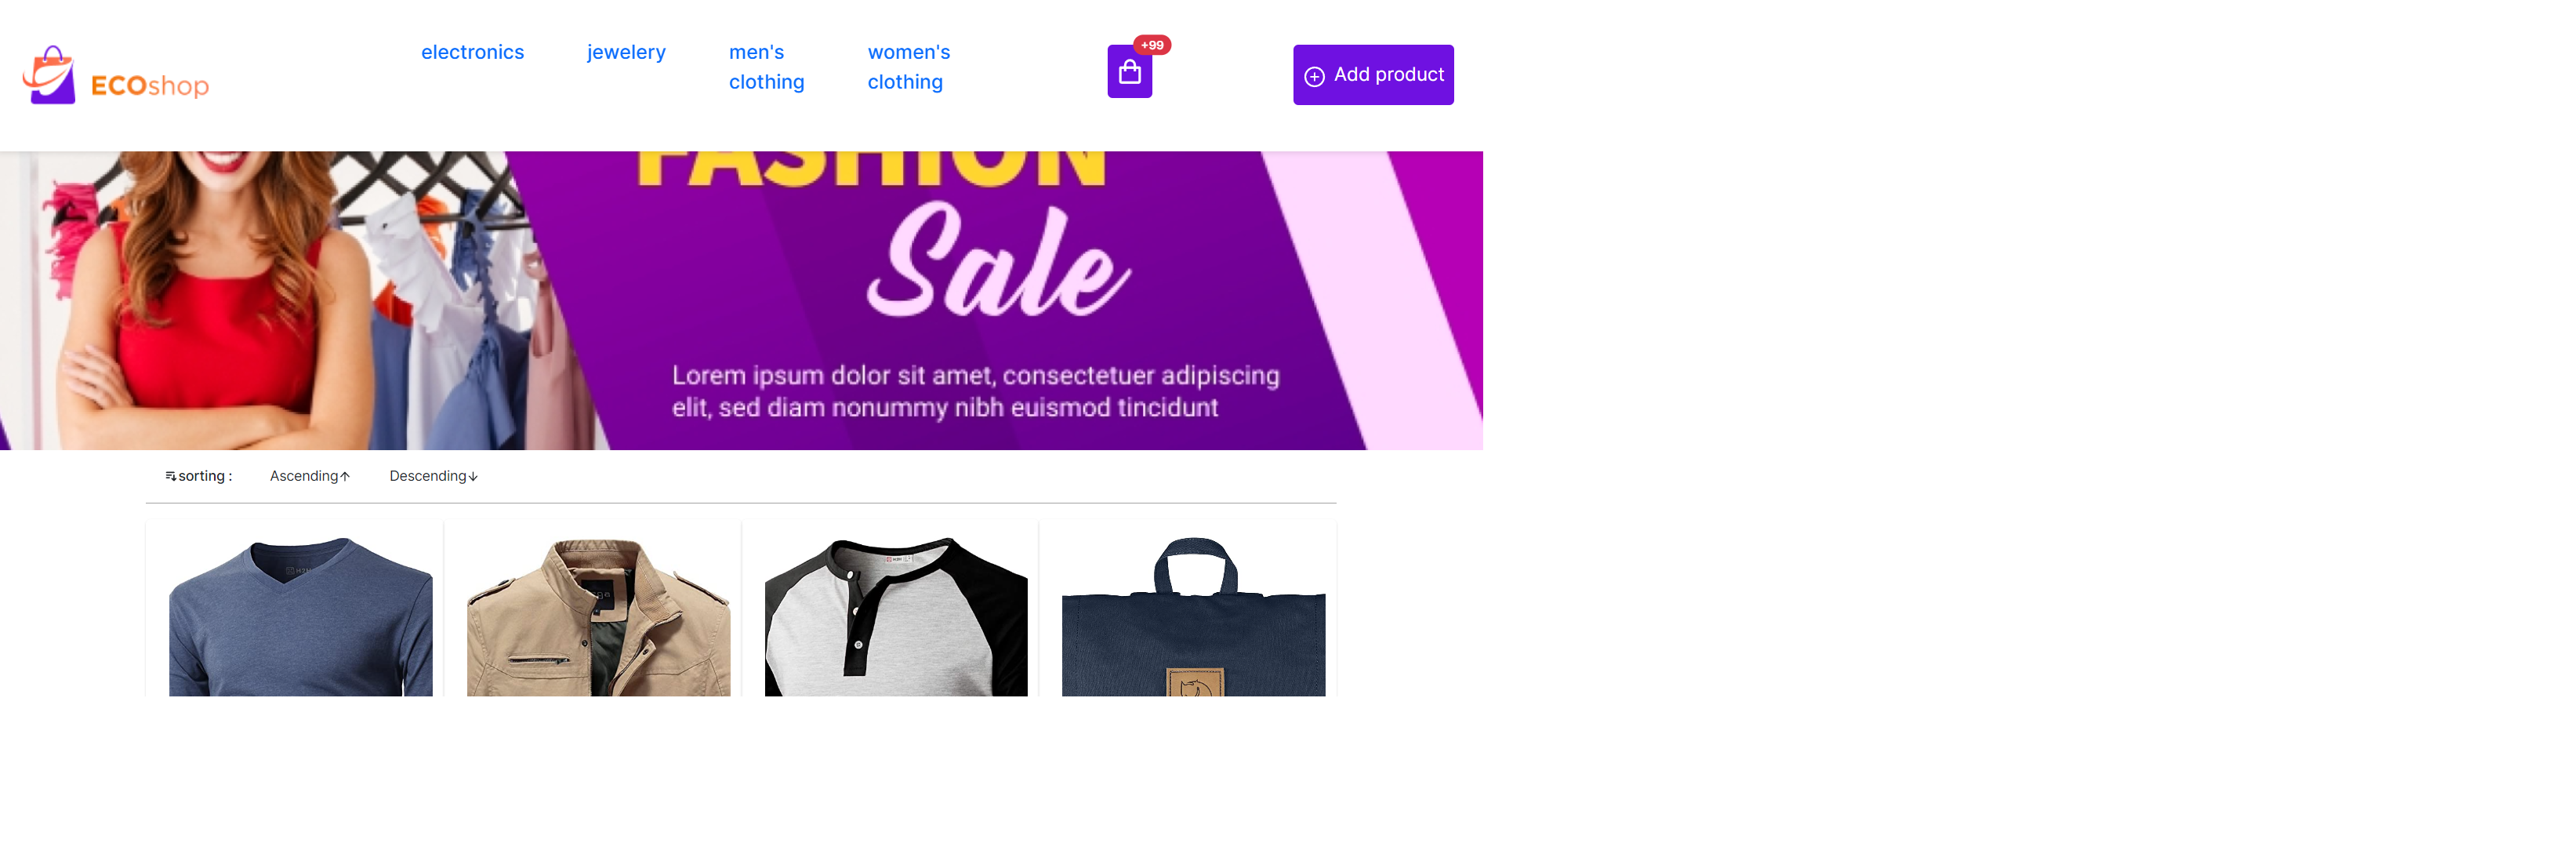 ECOshop
electronics
jewelery
men's
clothing
women's
clothing
+99
Add product
FASHION
Sale
Lorem ipsum dolor sit amet, consectetuer adipiscing
elit, sed diam nonummy nibh euismod tincidunt
sorting :
Ascending↑
Descending↓